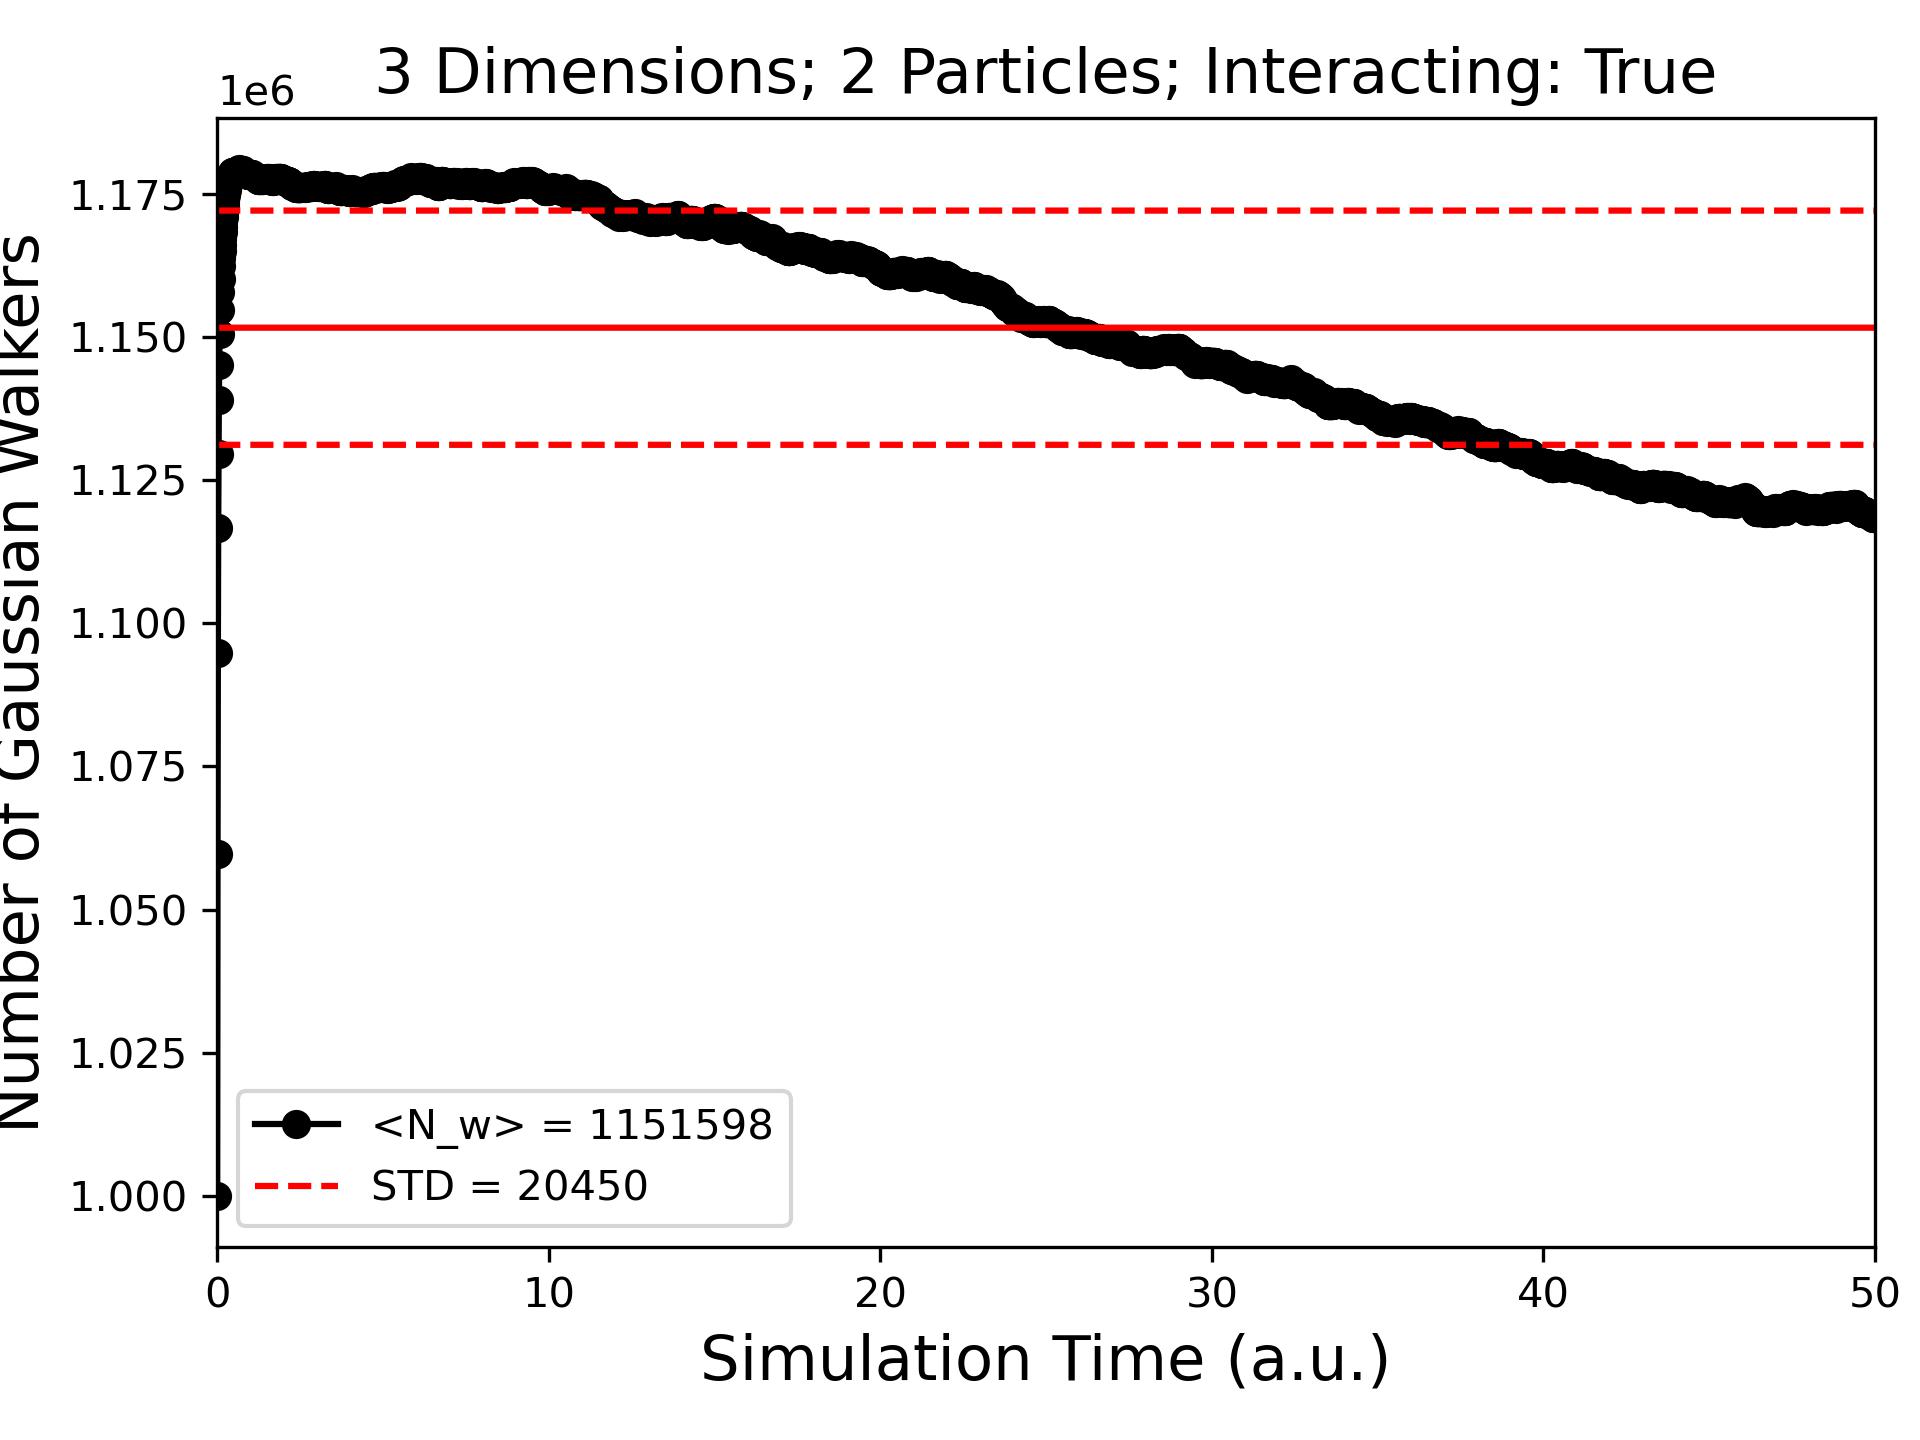 3 Dimensions; 2 Particles; Interacting: True
1e6
Number of Gaussian Walkers
1.175
1.150
1.125
1.100
1.075
1.050
1.025
1.000
<N_w> = 1151598
STD = 20450
0 10 20 30 40 50
Simulation Time (a.u.)